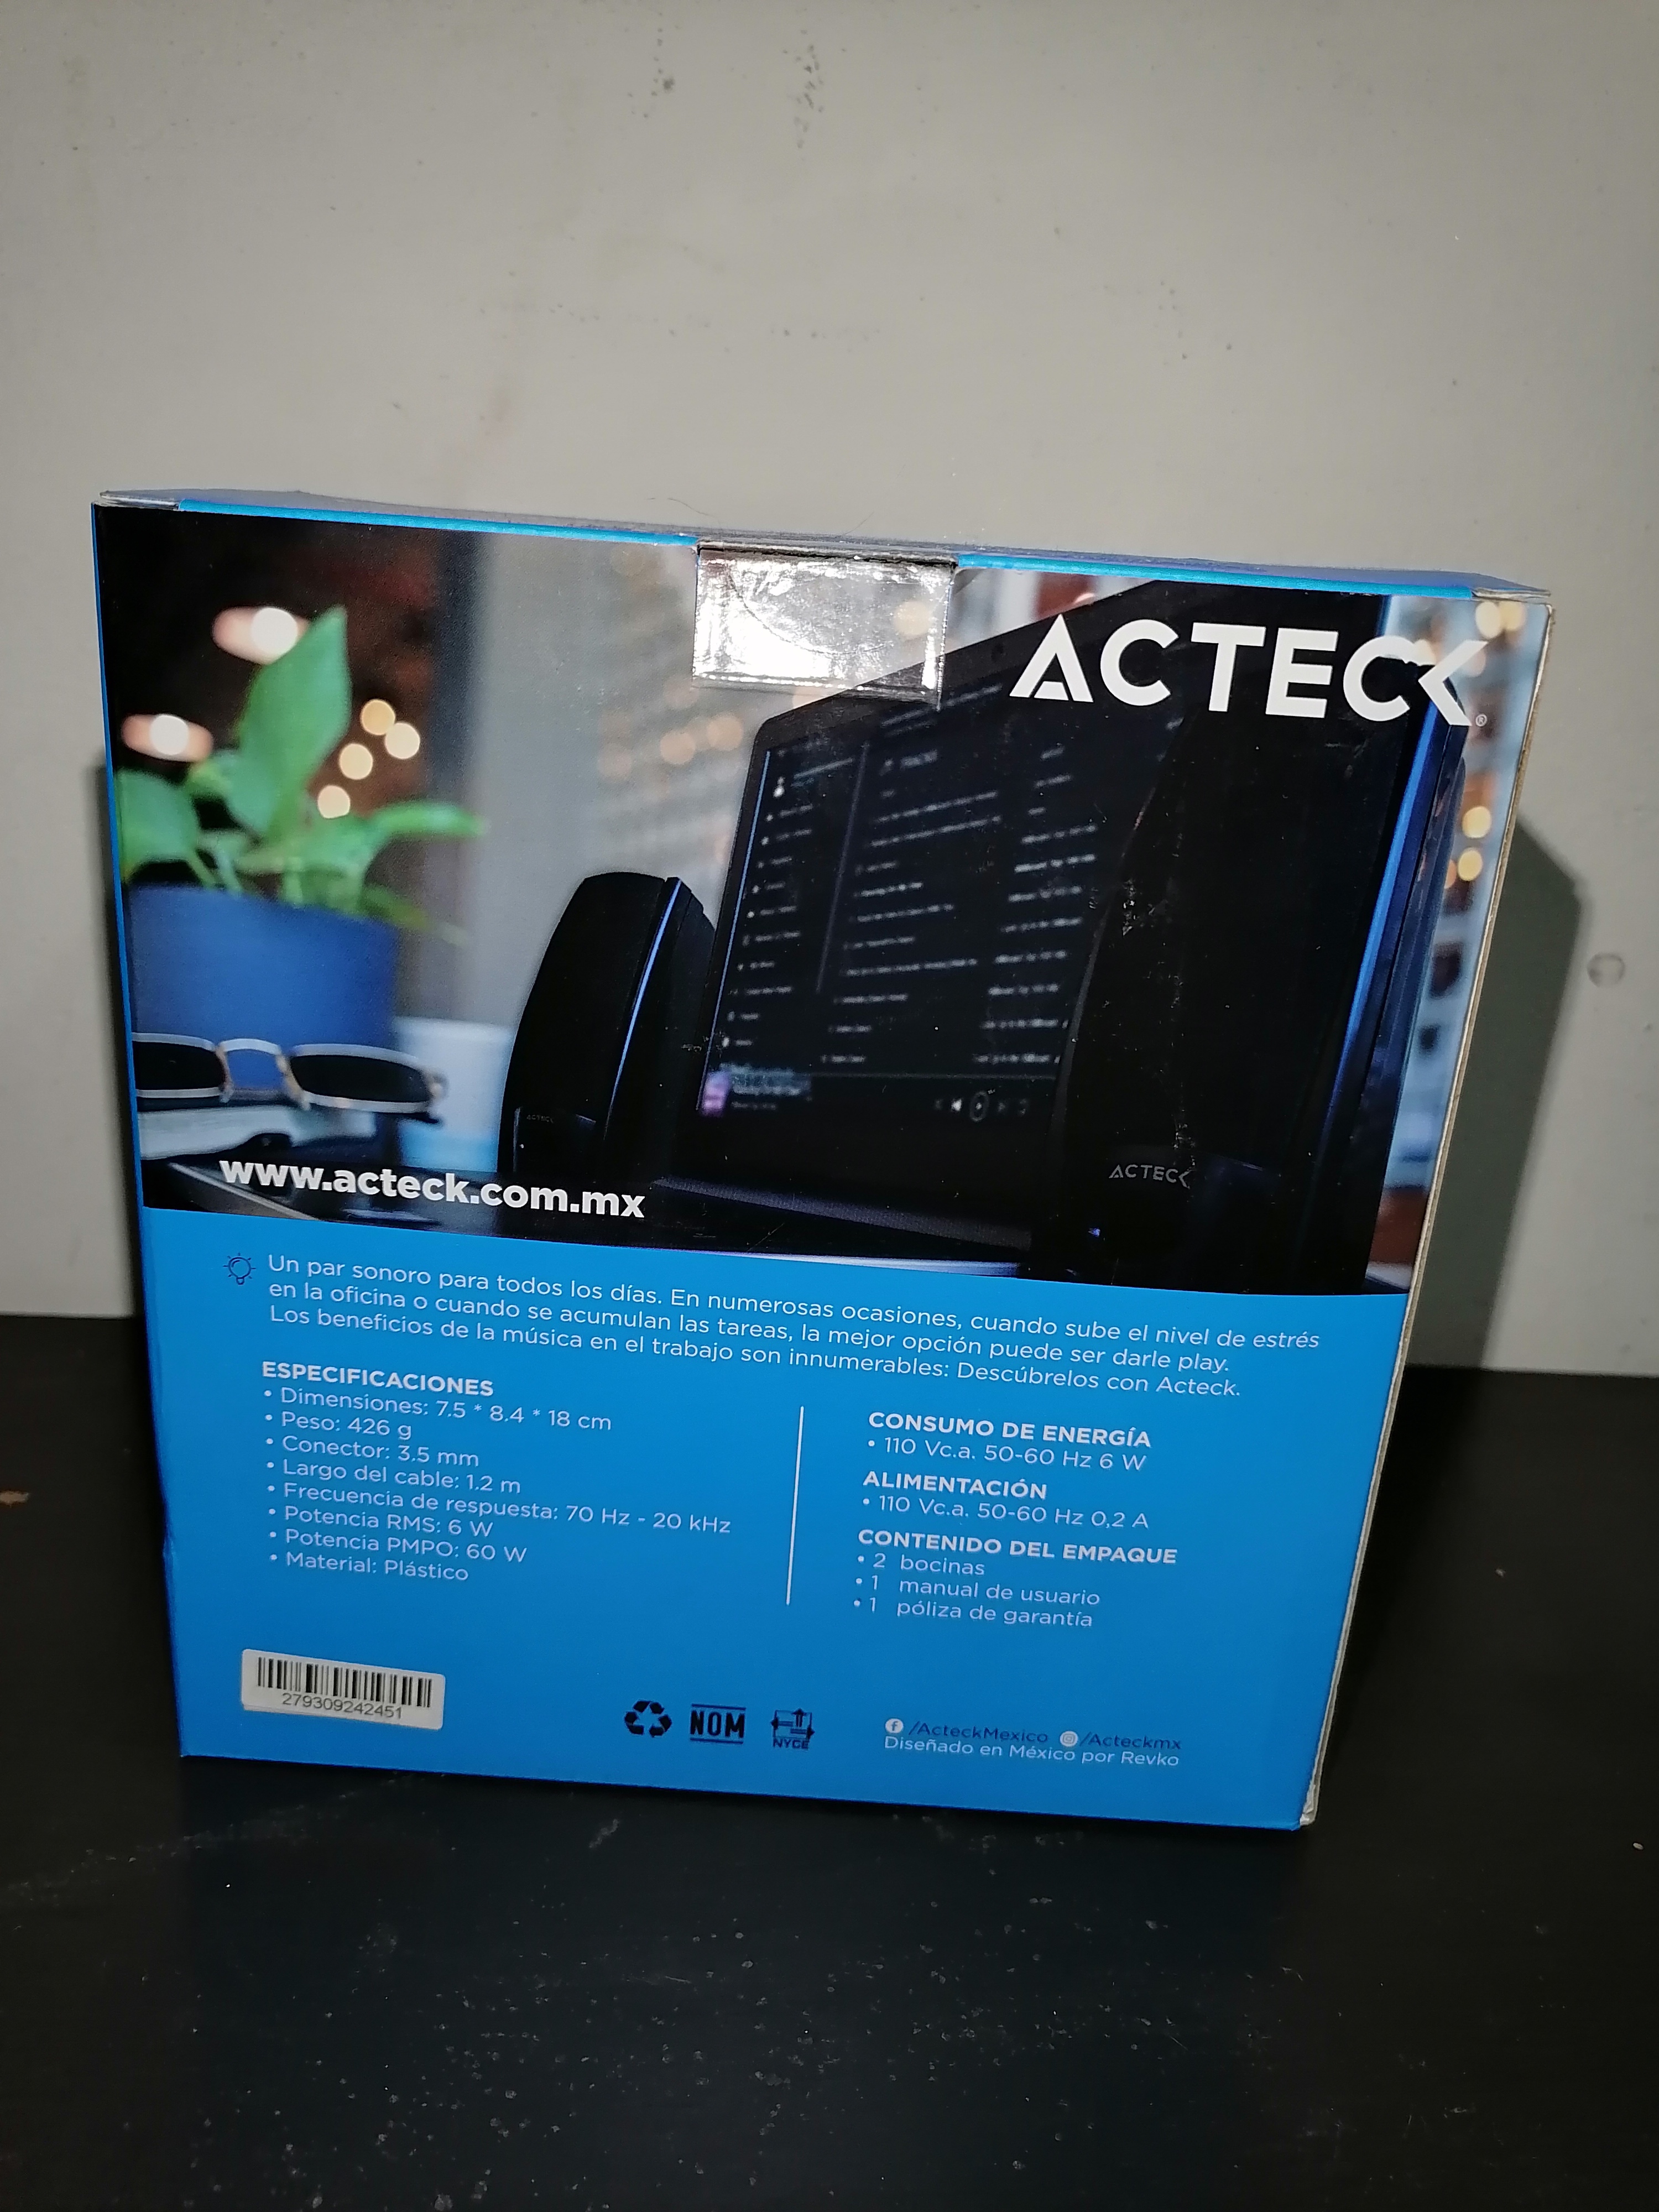 ACTECK®
ACTECK
ACTECK
www.acteck.com.mx
Un par sonoro para todos los días. En numerosas ocasiones, cuando sube el nivel de estrés
en la oficina o cuando se acumulan las tareas, la mejor opción puede ser darle play.
Los beneficios de la música en el trabajo son innumerables: Descúbrelos con Acteck.
ESPECIFICACIONES
• Dimensiones: 7.5 * 8.4 * 18 cm
• Peso: 426 g
• Conector: 3.5 mm
• Largo del cable: 1.2 m
• Frecuencia de respuesta: 70 Hz - 20 kHz
• Potencia RMS: 6 W
• Potencia PMPO: 60 W
• Material: Plástico
CONSUMO DE ENERGÍA
• 110 Vc.a. 50-60 Hz 6 W
ALIMENTACIÓN
• 110 Vc.a. 50-60 Hz 0,2 A
CONTENIDO DEL EMPAQUE
• 2 bocinas
• 1 manual de usuario
• 1 póliza de garantía
279309242451
NOM
NYCE
/ActeckMexico /Acteckmx
Diseñado en México por Revko